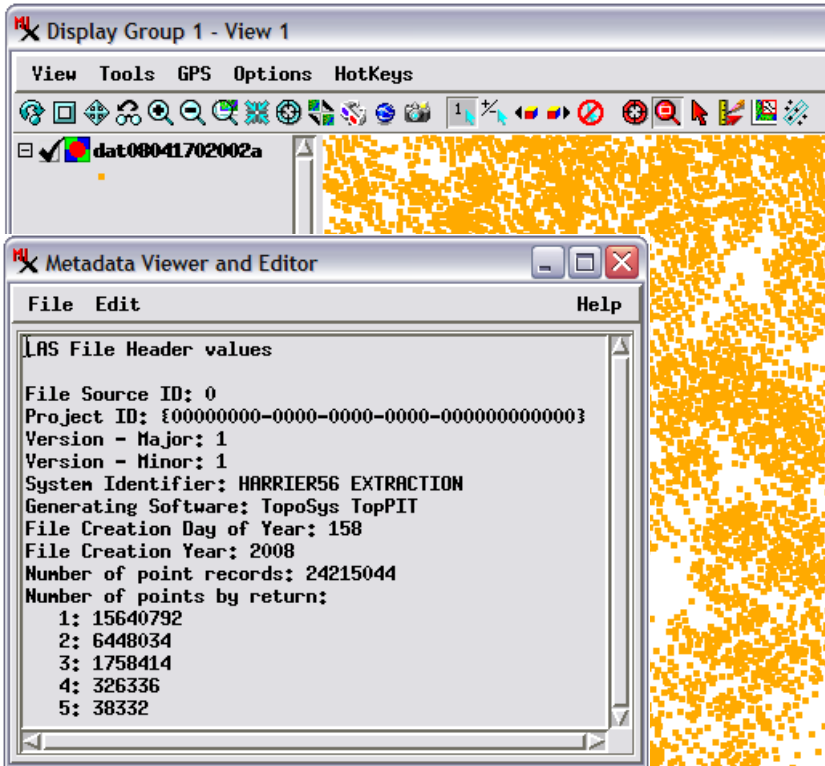 Display Group 1 - View 1
View Tools GPS Options HotKeys
1
dat08041702002a
Metadata Viewer and Editor
File Edit Help
LAS File Header values
File Source ID: 0
Project ID: {00000000-0000-0000-0000-000000000000}
Version - Major: 1
Version - Minor: 1
System Identifier: HARRIER56 EXTRACTION
Generating Software: TopoSys TopPIT
File Creation Day of Year: 158
File Creation Year: 2008
Number of point records: 24215044
Number of points by return:
1: 15640792
2: 6448034
3: 1758414
4: 326336
5: 38332